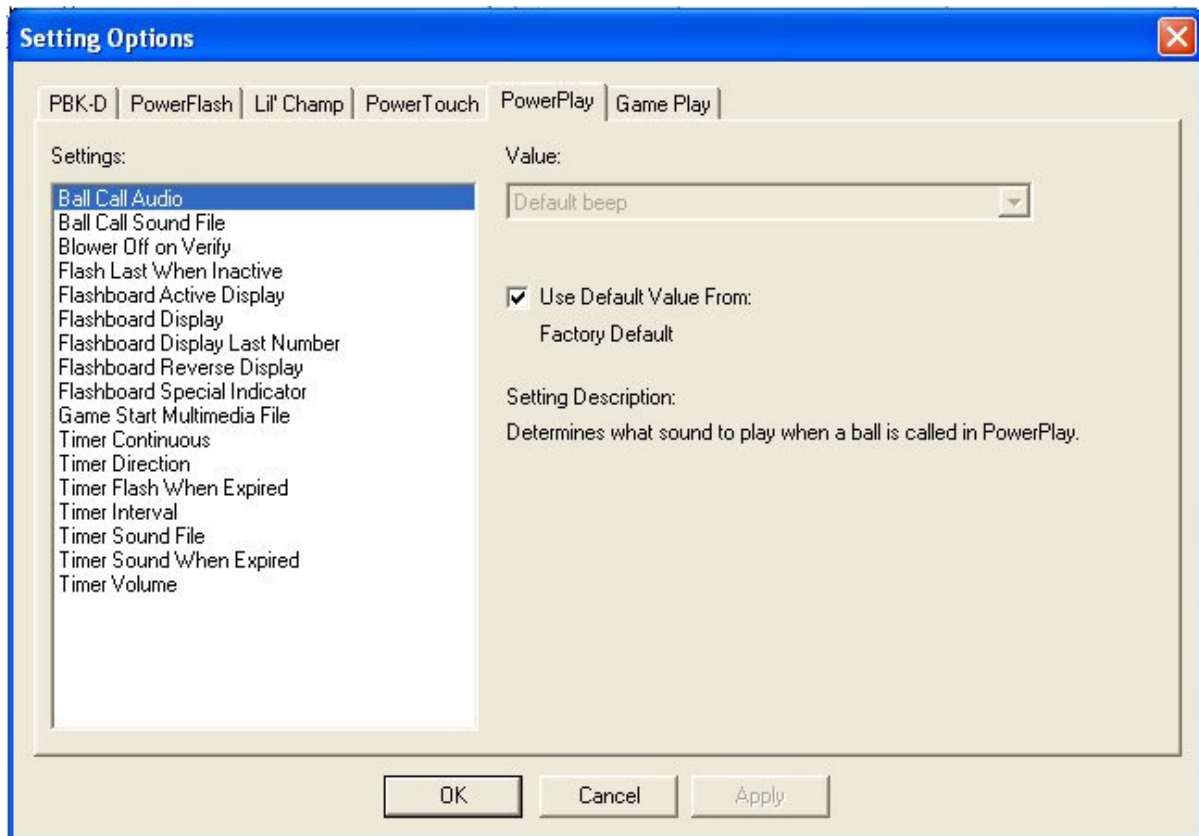 Setting Options
PBK-D PowerFlash Lil' Champ PowerTouch PowerPlay Game Play
Settings:
Ball Call Audio
Ball Call Sound File
Blower Off on Verify
Flash Last When Inactive
Flashboard Active Display
Flashboard Display
Flashboard Display Last Number
Flashboard Reverse Display
Flashboard Special Indicator
Game Start Multimedia File
Timer Continuous
Timer Direction
Timer Flash When Expired
Timer Interval
Timer Sound File
Timer Sound When Expired
Timer Volume
Value:
Default beep
Use Default Value From:
Factory Default
Setting Description:
Determines what sound to play when a ball is called in PowerPlay.
OK Cancel Apply